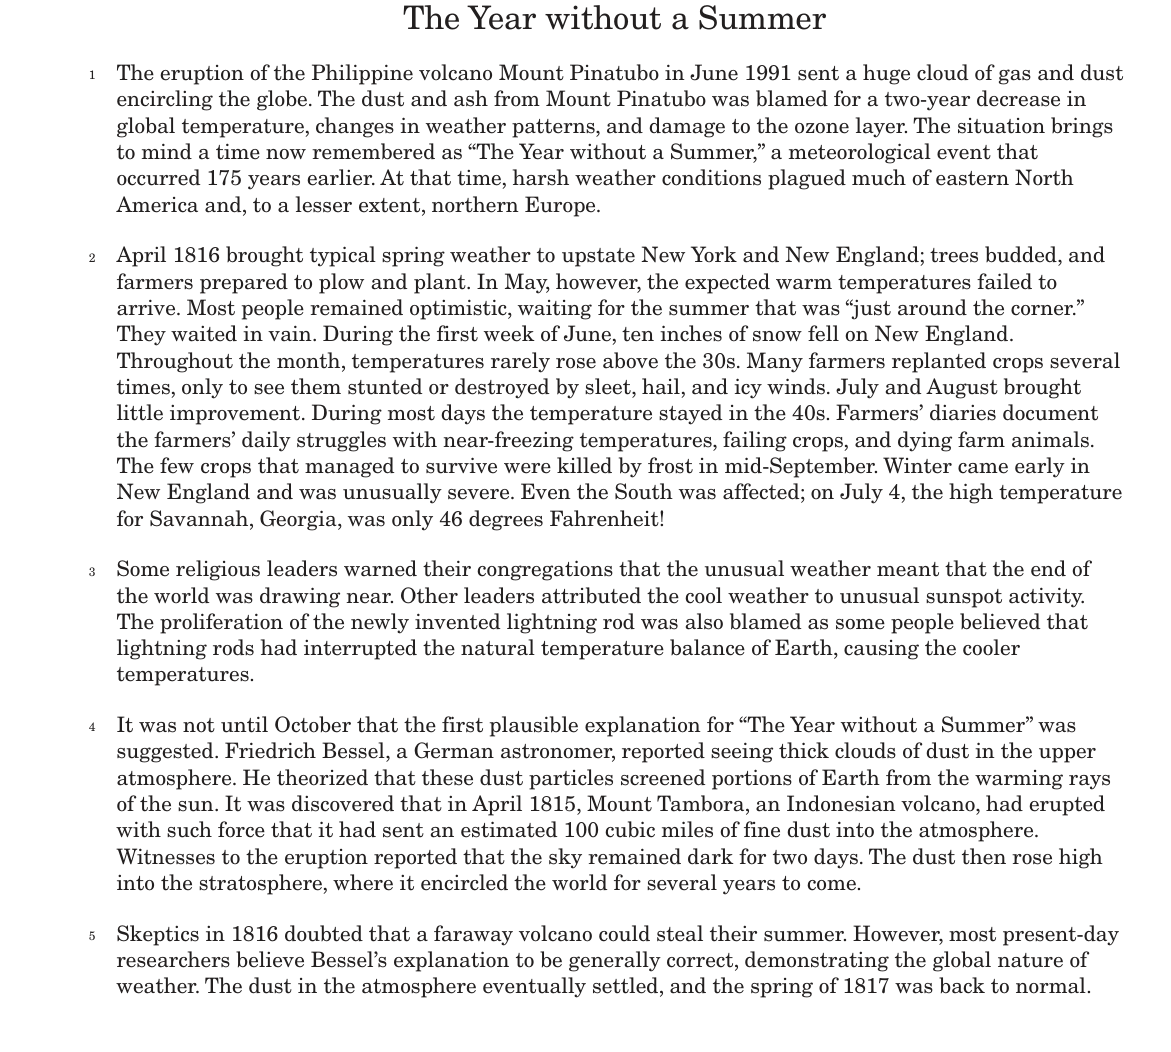 The Year without a Summer
1 The eruption of the Philippine volcano Mount Pinatubo in June 1991 sent a huge cloud of gas and dust
encircling the globe. The dust and ash from Mount Pinatubo was blamed for a two-year decrease in
global temperature, changes in weather patterns, and damage to the ozone layer. The situation brings
to mind a time now remembered as “The Year without a Summer,” a meteorological event that
occurred 175 years earlier. At that time, harsh weather conditions plagued much of eastern North
America and, to a lesser extent, northern Europe.
2 April 1816 brought typical spring weather to upstate New York and New England; trees budded, and
farmers prepared to plow and plant. In May, however, the expected warm temperatures failed to
arrive. Most people remained optimistic, waiting for the summer that was “just around the corner.”
They waited in vain. During the first week of June, ten inches of snow fell on New England.
Throughout the month, temperatures rarely rose above the 30s. Many farmers replanted crops several
times, only to see them stunted or destroyed by sleet, hail, and icy winds. July and August brought
little improvement. During most days the temperature stayed in the 40s. Farmers’ diaries document
the farmers’ daily struggles with near-freezing temperatures, failing crops, and dying farm animals.
The few crops that managed to survive were killed by frost in mid-September. Winter came early in
New England and was unusually severe. Even the South was affected; on July 4, the high temperature
for Savannah, Georgia, was only 46 degrees Fahrenheit!
3 Some religious leaders warned their congregations that the unusual weather meant that the end of
the world was drawing near. Other leaders attributed the cool weather to unusual sunspot activity.
The proliferation of the newly invented lightning rod was also blamed as some people believed that
lightning rods had interrupted the natural temperature balance of Earth, causing the cooler
temperatures.
4 It was not until October that the first plausible explanation for “The Year without a Summer” was
suggested. Friedrich Bessel, a German astronomer, reported seeing thick clouds of dust in the upper
atmosphere. He theorized that these dust particles screened portions of Earth from the warming rays
of the sun. It was discovered that in April 1815, Mount Tambora, an Indonesian volcano, had erupted
with such force that it had sent an estimated 100 cubic miles of fine dust into the atmosphere.
Witnesses to the eruption reported that the sky remained dark for two days. The dust then rose high
into the stratosphere, where it encircled the world for several years to come.
5 Skeptics in 1816 doubted that a faraway volcano could steal their summer. However, most present-day
researchers believe Bessel’s explanation to be generally correct, demonstrating the global nature of
weather. The dust in the atmosphere eventually settled, and the spring of 1817 was back to normal.